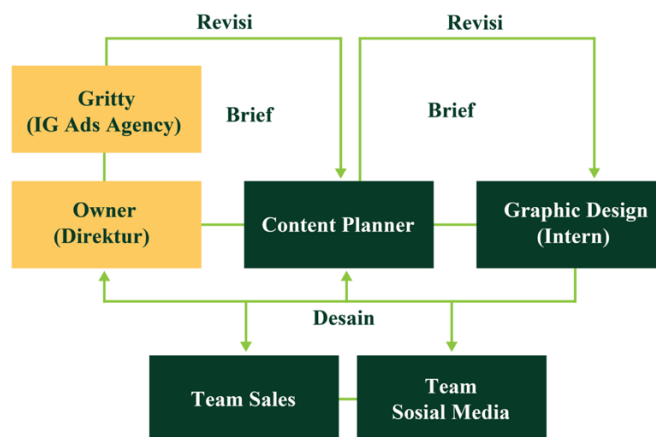 Revisi
Revisi
Gritty
(IG Ads Agency)
Brief
Brief
Owner
(Direktur)
Content Planner
Graphic Design
(Intern)
Desain
Team Sales
Team
Sosial Media